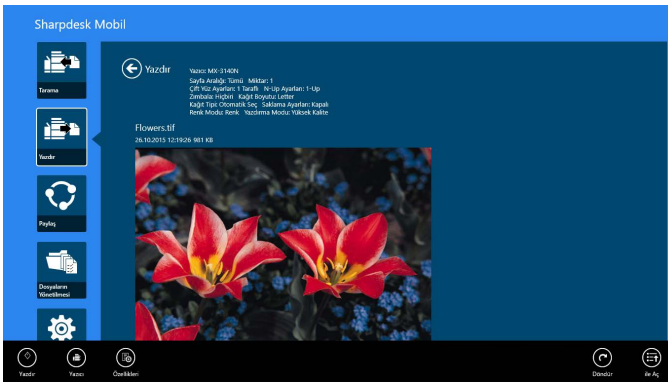 Sharpdesk Mobil
Tarama
Yazdır
Paylaş
Dosyaların
Yönetilmesi
Yazdır
Yazıcı: MX-3140N
Sayfa Aralığı: Tümü Miktar: 1
Çift Yüz Ayarları: 1 Taraflı N-Up Ayarları: 1-Up
Zımbala: Hiçbiri Kağıt Boyutu: Letter
Kağıt Tipi: Otomatik Seç Saklama Ayarları: Kapalı
Renk Modu: Renk Yazdırma Modu: Yüksek Kalite
Flowers.tif
26.10.2015 12:19:26 981 KB
Yazdır
Yazıcı
Özellikleri
Döndür
ile Aç